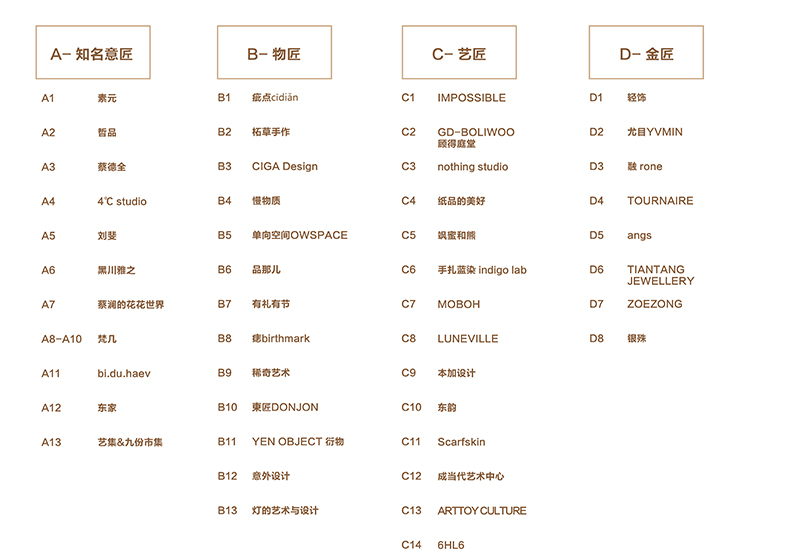 A- 知名意匠
A1 素元
A2 哲品
A3 蔡德全
A4 4℃ studio
A5 刘斐
A6 黑川雅之
A7 蔡澜的花花世界
A8-A10 梵几
A11 bi.du.haev
A12 东家
A13 艺集&九份市集
B- 物匠
B1 疵点cidiǎn
B2 柘草手作
B3 CIGA Design
B4 慢物质
B5 单向空间OWSPACE
B6 品那儿
B7 有礼有节
B8 痣birthmark
B9 稀奇艺术
B10 東匠DONJON
B11 YEN OBJECT 衍物
B12 意外设计
B13 灯的艺术与设计
C- 艺匠
C1 IMPOSSIBLE
C2 GD-BOLIWOO
顾得庭堂
C3 nothing studio
C4 纸品的美好
C5 飒蜜和熊
C6 手扎蓝染 indigo lab
C7 MOBOH
C8 LUNEVILLE
C9 本加设计
C10 东韵
C11 Scarfskin
C12 成当代艺术中心
C13 ARTTOY CULTURE
C14 6HL6
D- 金匠
D1 轻饰
D2 尤目YVMIN
D3 融 rone
D4 TOURNAIRE
D5 angs
D6 TIANTANG
JEWELLERY
D7 ZOEZONG
D8 银殊